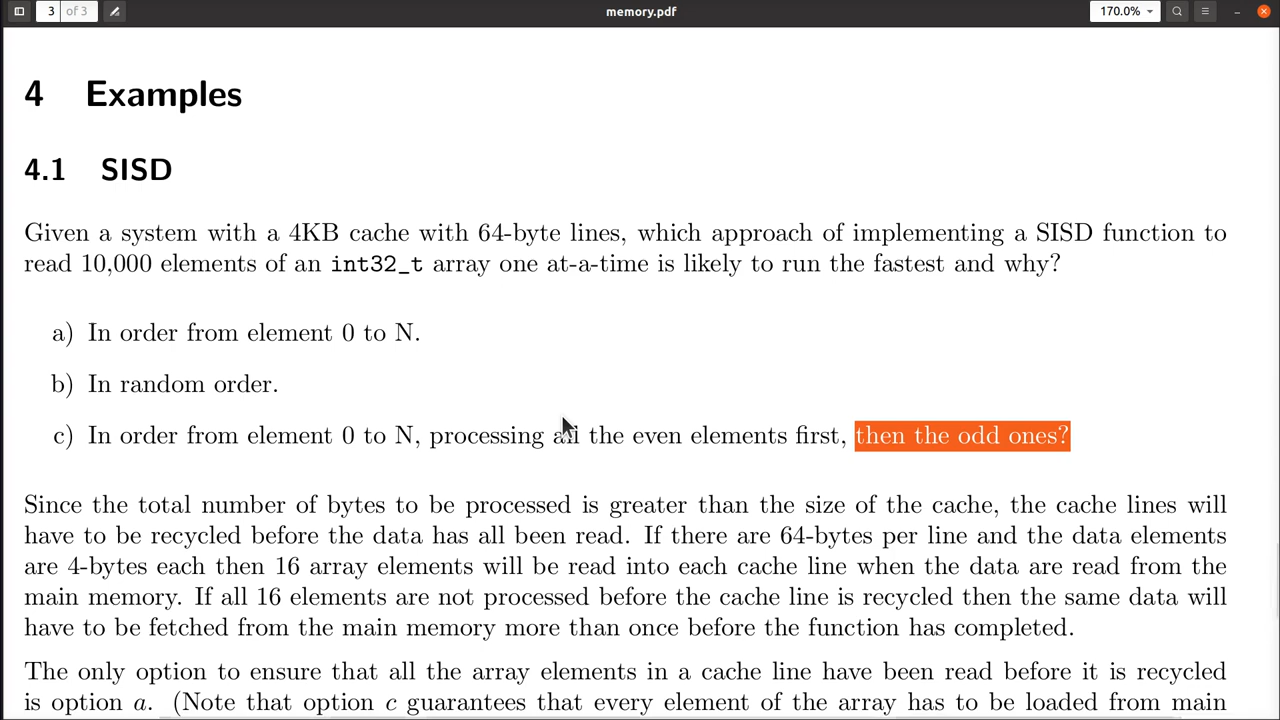 3 of 3
memory.pdf
170.0%
4 Examples
4.1 SISD
Given a system with a 4KB cache with 64-byte lines, which approach of implementing a SISD function to
read 10,000 elements of an int32_t array one at-a-time is likely to run the fastest and why?
a) In order from element 0 to N.
b) In random order.
c) In order from element 0 to N, processing all the even elements first, then the odd ones?
Since the total number of bytes to be processed is greater than the size of the cache, the cache lines will
have to be recycled before the data has all been read. If there are 64-bytes per line and the data elements
are 4-bytes each then 16 array elements will be read into each cache line when the data are read from the
main memory. If all 16 elements are not processed before the cache line is recycled then the same data will
have to be fetched from the main memory more than once before the function has completed.
The only option to ensure that all the array elements in a cache line have been read before it is recycled
is option a. (Note that option c guarantees that every element of the array has to be loaded from main